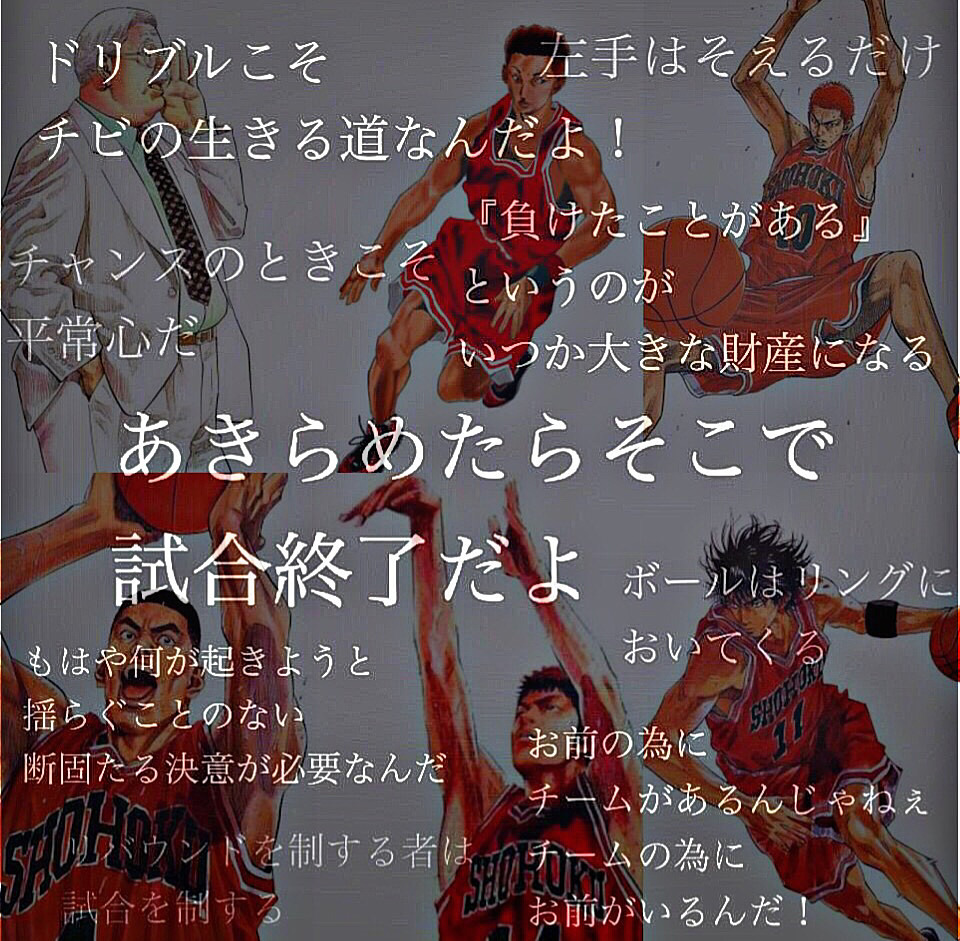 ドリブルこそ
チビの生きる道なんだよ！
左手はそえるだけ
『負けたことがある』
というのが
いつか大きな財産になる
チャンスのときこそ
平常心だ
あきらめたらそこで
試合終了だよ
ボールはリングに
おいてくる
もはや何が起きようと
揺らぐことのない
断固たる決意が必要なんだ
お前の為に
チームがあるんじゃねぇ
チームの為に
お前がいるんだ！
リバウンドを制する者は
試合を制する
SHOHOKU
10
SHOHOKU
11
SHOHOKU
SHOHOKU